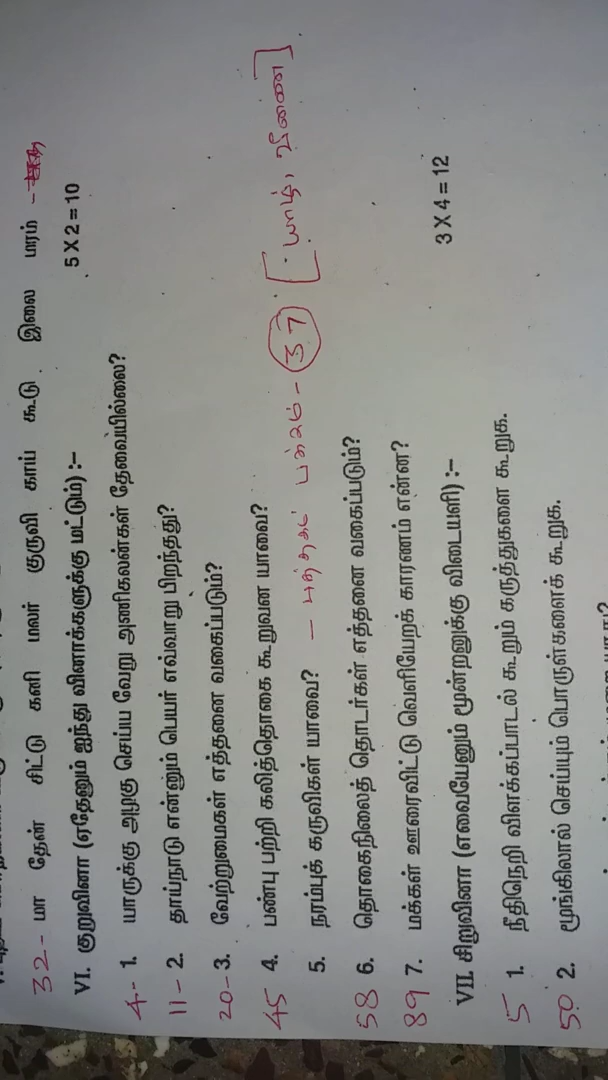 32 - மா தேன் சிட்டு கனி மலர் குருவி காய் கூடு இலை மரம் -
VI. குறுவினா (ஏதேனும் ஐந்து வினாக்களுக்கு மட்டும்) :– 5 X 2 = 10
4 - 1. யாருக்கு அழகு செய்ய வேறு அணிகலன்கள் தேவையில்லை?
11 - 2. தாய்நாடு என்னும் பெயர் எவ்வாறு பிறந்தது?
20 - 3. வேற்றுமைகள் எத்தனை வகைப்படும்?
45 4. பண்பு பற்றி கலித்தொகை கூறுவன யாவை?
5. நரம்புக் கருவிகள் யாவை? – புத்தகம் பக்கம் - 37 [யாழ், வீணை]
58 6. தொகைநிலைத் தொடர்கள் எத்தனை வகைப்படும்?
89 7. மக்கள் ஊரைவிட்டு வெளியேறக் காரணம் என்ன?
VII. சிறுவினா (எவையேனும் மூன்றனுக்கு விடையளி) :– 3 X 4 = 12
5 1. நீதிநெறி விளக்கப்பாடல் கூறும் கருத்துகளை கூறுக.
50 2. மூங்கிலால் செய்யும் பொருள்களைக் கூறுக.